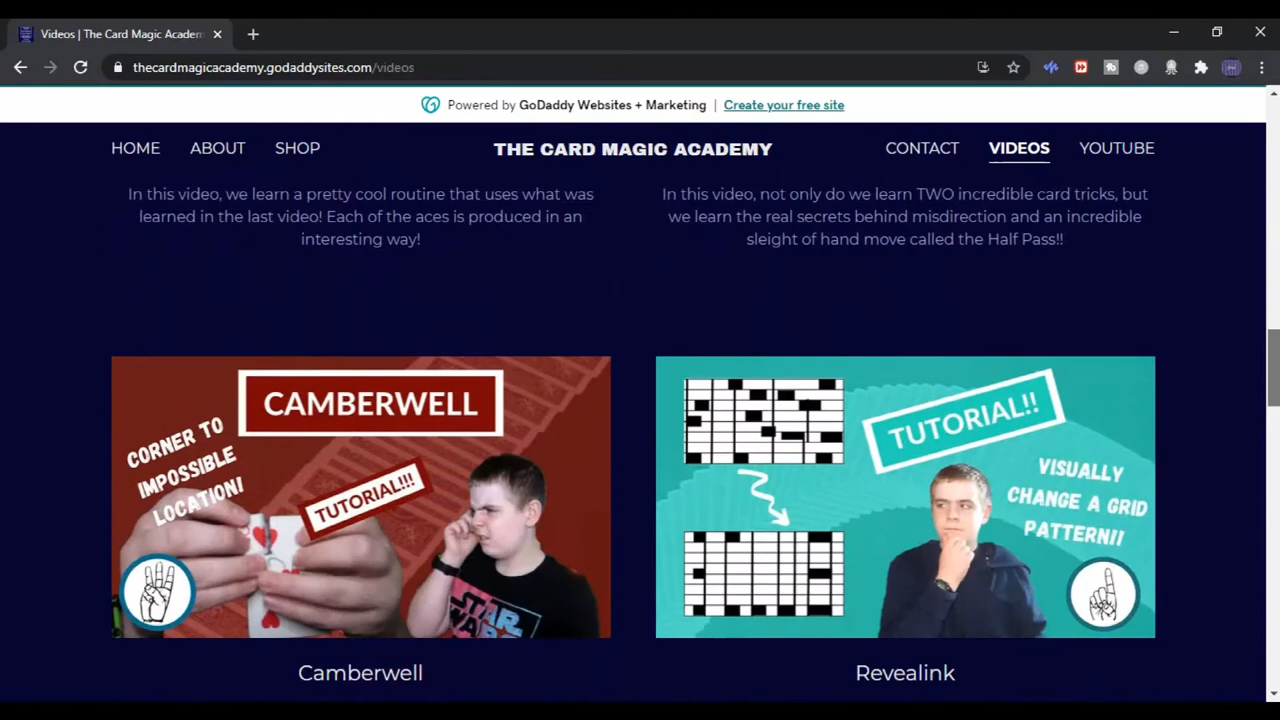 Videos | The Card Magic Academ
thecardmagicacademy.godaddysites.com/videos
Powered by GoDaddy Websites + Marketing | Create your free site
HOME ABOUT SHOP THE CARD MAGIC ACADEMY CONTACT VIDEOS YOUTUBE
In this video, we learn a pretty cool routine that uses what was
learned in the last video! Each of the aces is produced in an
interesting way!
In this video, not only do we learn TWO incredible card tricks, but
we learn the real secrets behind misdirection and an incredible
sleight of hand move called the Half Pass!!
CAMBERWELL
CORNER TO
IMPOSSIBLE
LOCATION!
TUTORIAL!!!
STAR
WARS
Camberwell
TUTORIAL!!
VISUALLY
CHANGE A GRID
PATTERN!!
Revealink